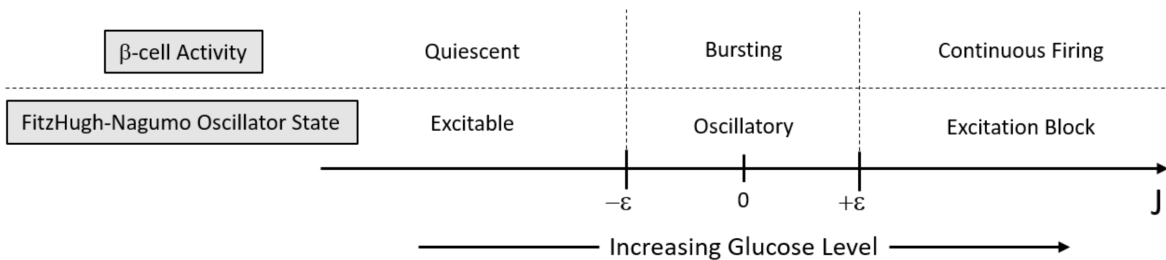 β-cell Activity Quiescent Bursting Continuous Firing
FitzHugh-Nagumo Oscillator State Excitable Oscillatory Excitation Block
−ε 0 +ε J
Increasing Glucose Level